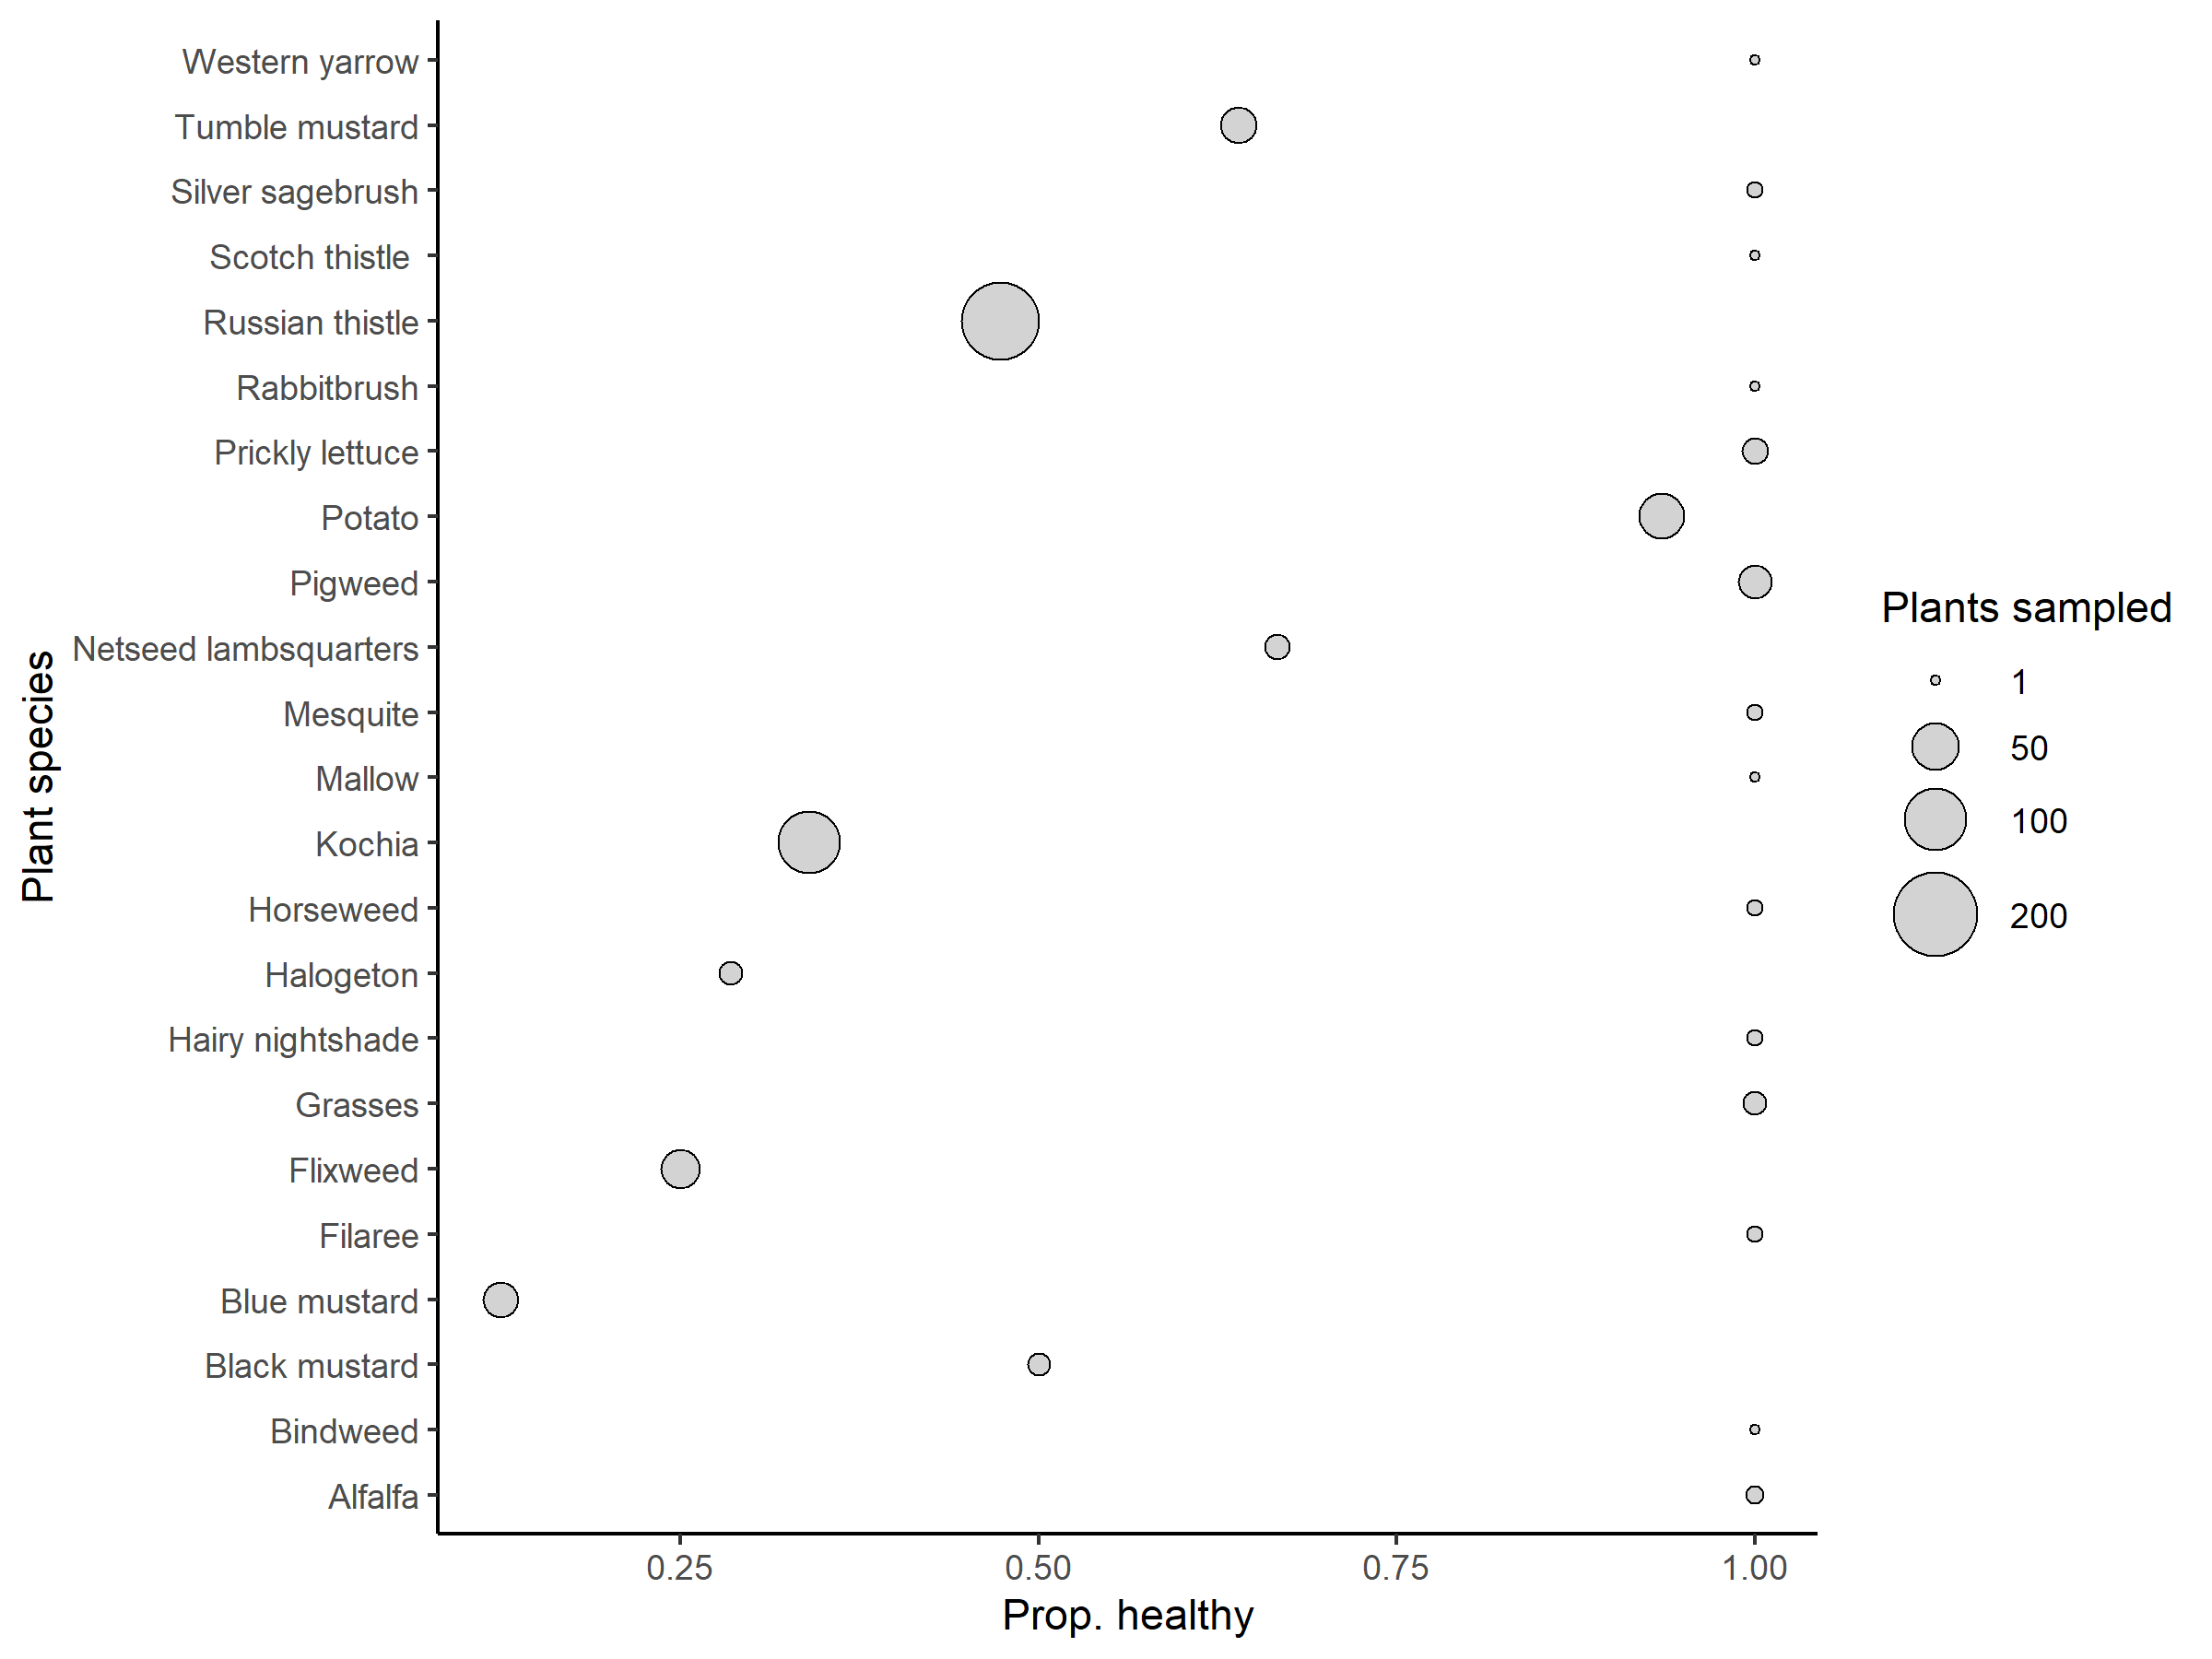 Western yarrow
Tumble mustard
Silver sagebrush
Scotch thistle
Russian thistle
Rabbitbrush
Prickly lettuce
Potato
Pigweed
Netseed lambsquarters
Mesquite
Mallow
Kochia
Horseweed
Halogeton
Hairy nightshade
Grasses
Flixweed
Filaree
Blue mustard
Black mustard
Bindweed
Alfalfa
Plant species
0.25 0.50 0.75 1.00
Prop. healthy
Plants sampled
1
50
100
200